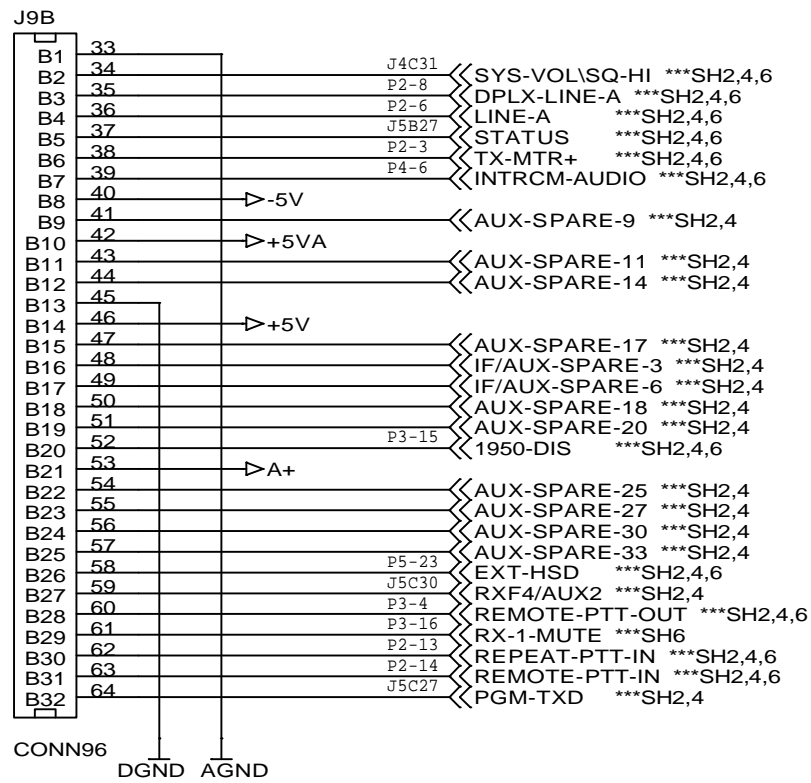 J9B
B1 33
B2 34 J4C31 SYS-VOL\SQ-HI ***SH2,4,6
B3 35 P2-8 DPLX-LINE-A ***SH2,4,6
B4 36 P2-6 LINE-A ***SH2,4,6
B5 37 J5B27 STATUS ***SH2,4,6
B6 38 P2-3 TX-MTR+ ***SH2,4,6
B7 39 P4-6 INTRCM-AUDIO ***SH2,4,6
B8 40 -5V
B9 41 AUX-SPARE-9 ***SH2,4
B10 42 +5VA
B11 43 AUX-SPARE-11 ***SH2,4
B12 44 AUX-SPARE-14 ***SH2,4
B13 45
B14 46 +5V
B15 47 AUX-SPARE-17 ***SH2,4
B16 48 IF/AUX-SPARE-3 ***SH2,4
B17 49 IF/AUX-SPARE-6 ***SH2,4
B18 50 AUX-SPARE-18 ***SH2,4
B19 51 AUX-SPARE-20 ***SH2,4
B20 52 P3-15 1950-DIS ***SH2,4,6
B21 53 A+
B22 54 AUX-SPARE-25 ***SH2,4
B23 55 AUX-SPARE-27 ***SH2,4
B24 56 AUX-SPARE-30 ***SH2,4
B25 57 AUX-SPARE-33 ***SH2,4
B26 58 P5-23 EXT-HSD ***SH2,4,6
B27 59 J5C30 RXF4/AUX2 ***SH2,4
B28 60 P3-4 REMOTE-PTT-OUT ***SH2,4,6
B29 61 P3-16 RX-1-MUTE ***SH6
B30 62 P2-13 REPEAT-PTT-IN ***SH2,4,6
B31 63 P2-14 REMOTE-PTT-IN ***SH2,4,6
B32 64 J5C27 PGM-TXD ***SH2,4
CONN96
DGND AGND